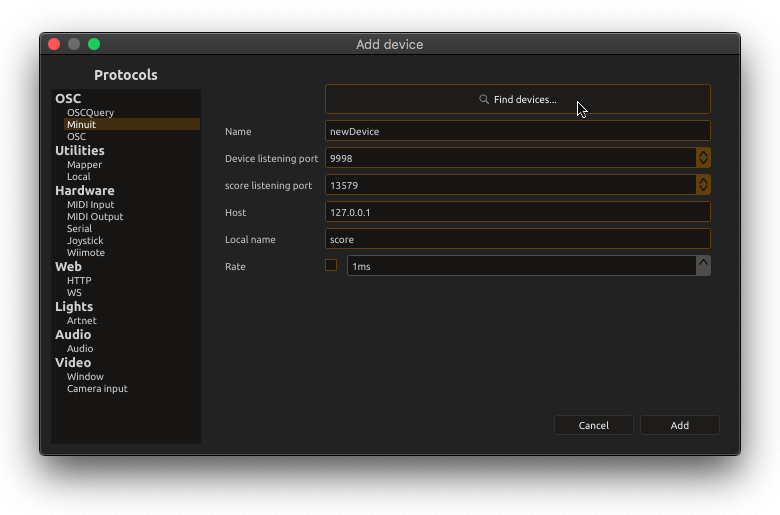 Add device
Protocols
OSC
OSCQuery
Minuit
OSC
Utilities
Mapper
Local
Hardware
MIDI Input
MIDI Output
Serial
Joystick
Wiimote
Web
HTTP
WS
Lights
Artnet
Audio
Audio
Video
Window
Camera input
Find devices...
Name newDevice
Device listening port 9998
score listening port 13579
Host 127.0.0.1
Local name score
Rate 1ms
Cancel Add